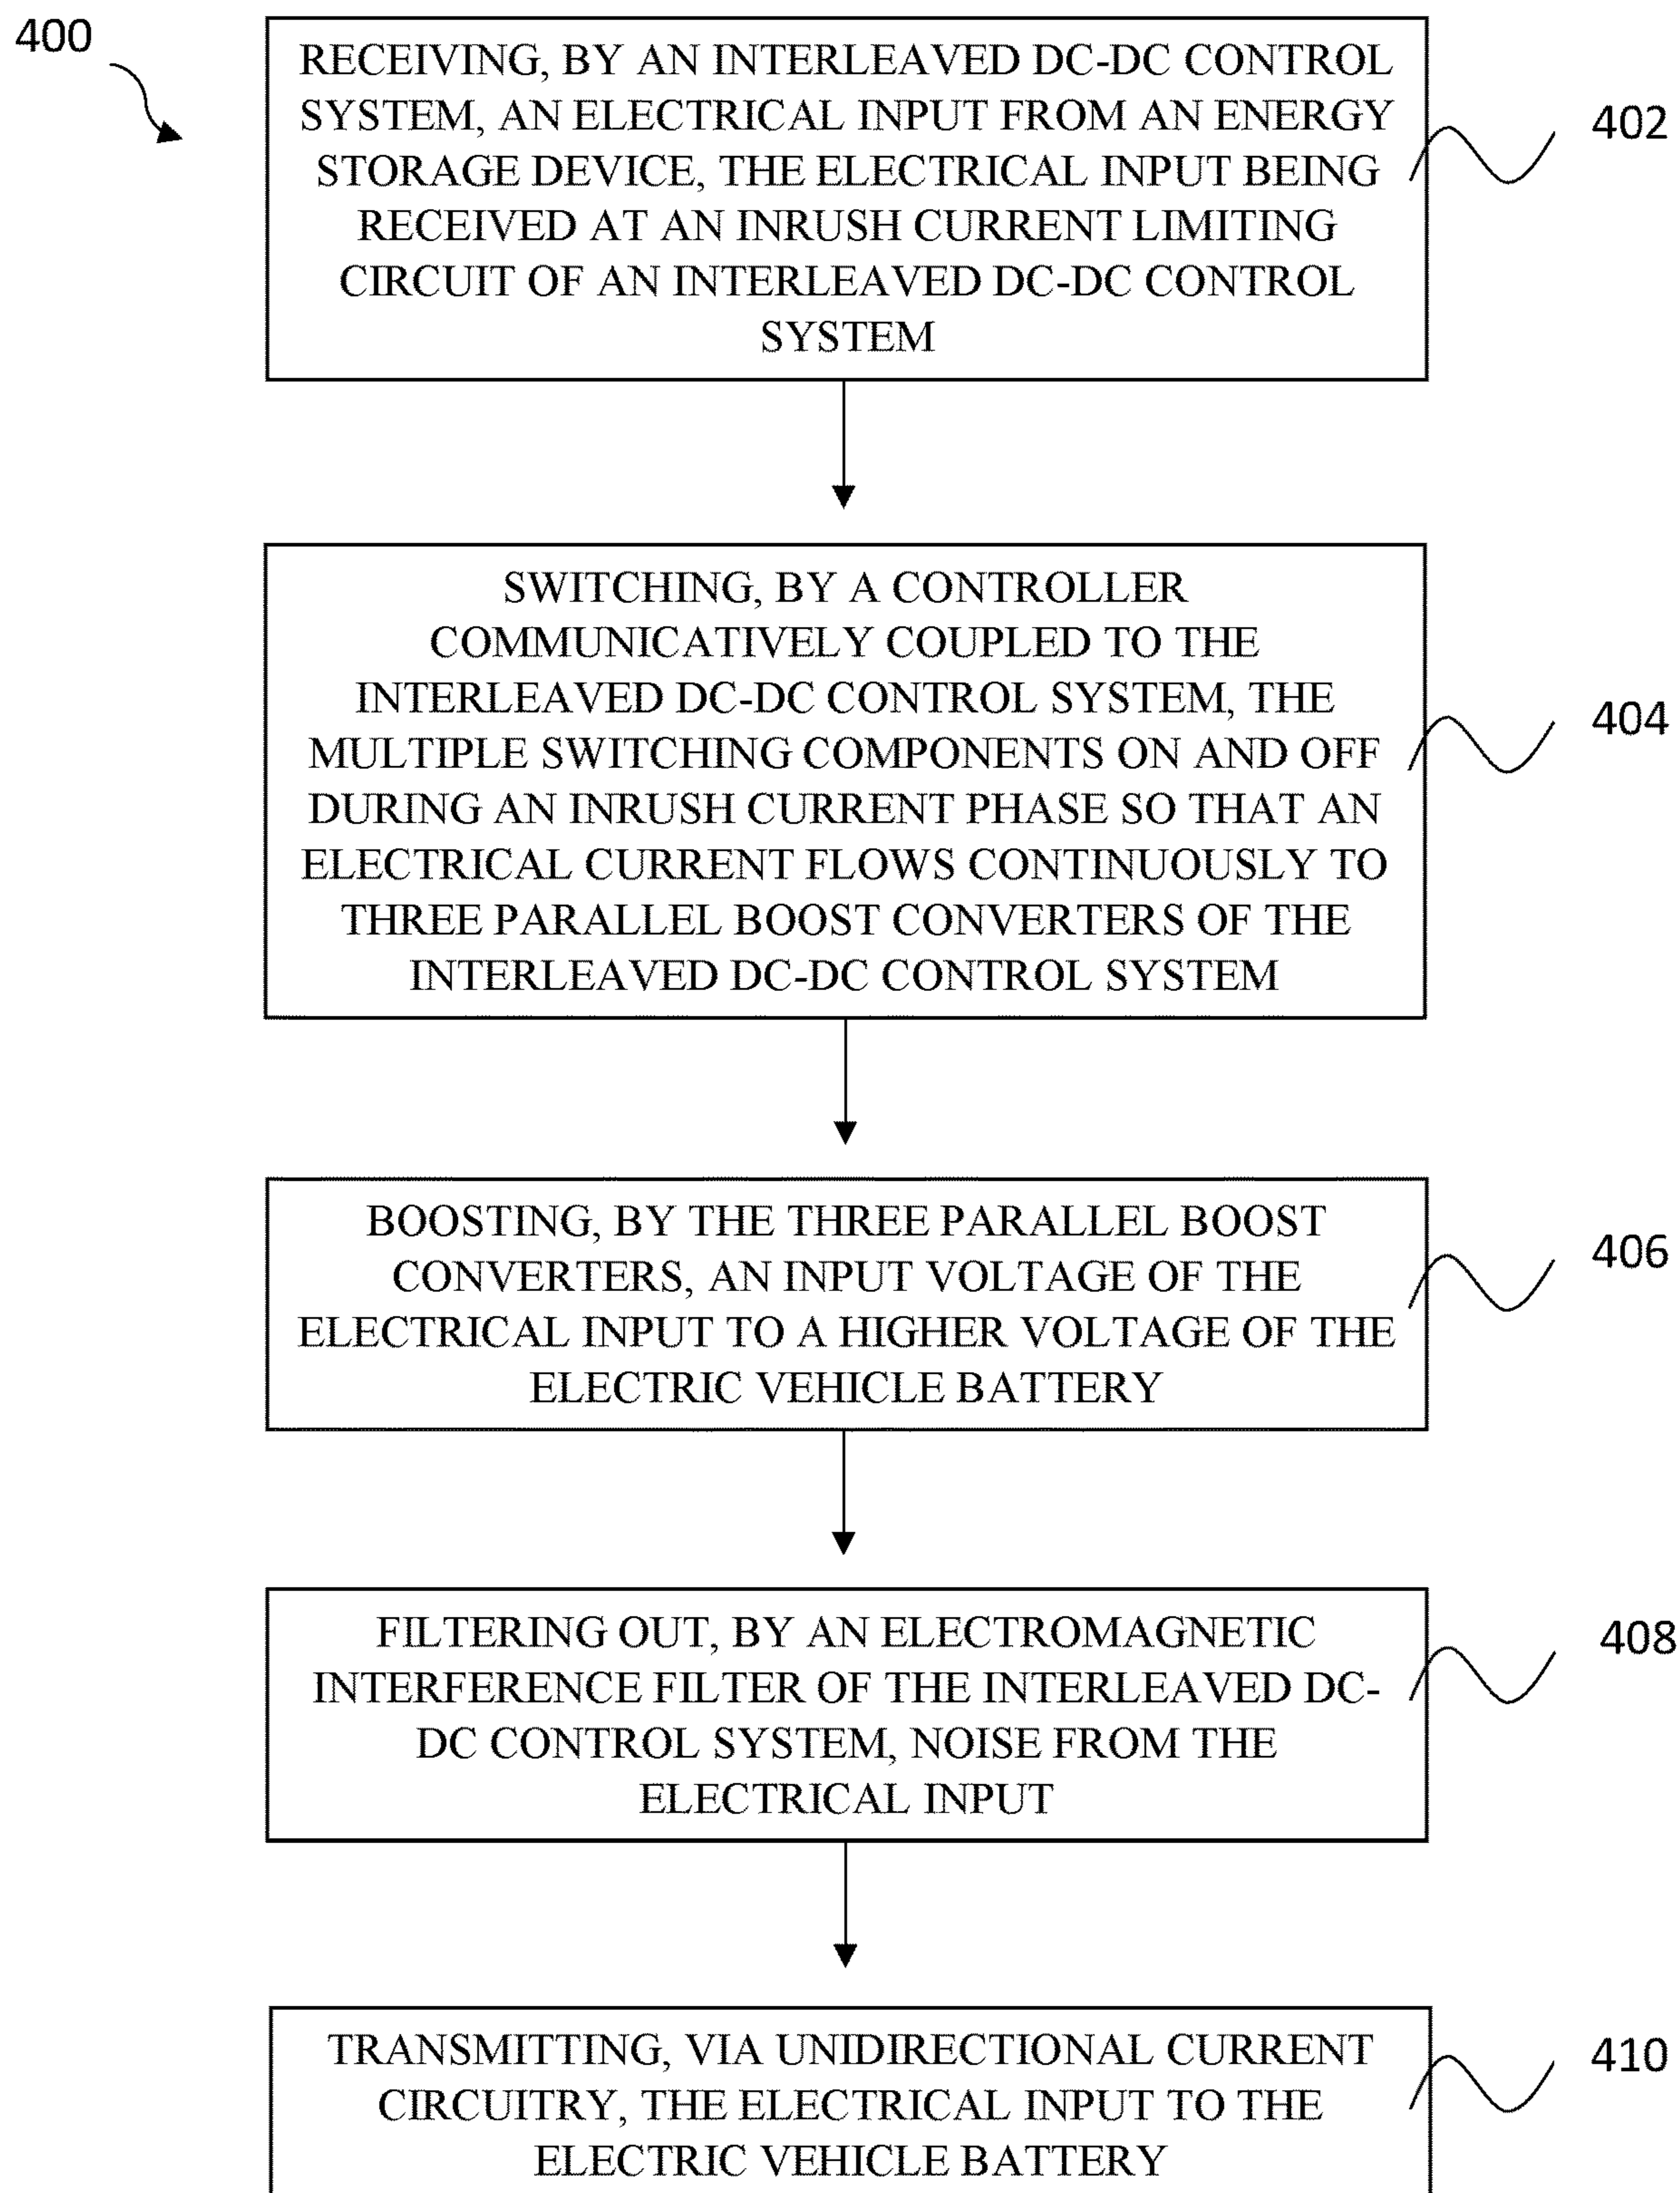 400
RECEIVING, BY AN INTERLEAVED DC-DC CONTROL
SYSTEM, AN ELECTRICAL INPUT FROM AN ENERGY
STORAGE DEVICE, THE ELECTRICAL INPUT BEING
RECEIVED AT AN INRUSH CURRENT LIMITING
CIRCUIT OF AN INTERLEAVED DC-DC CONTROL
SYSTEM
402
SWITCHING, BY A CONTROLLER
COMMUNICATIVELY COUPLED TO THE
INTERLEAVED DC-DC CONTROL SYSTEM, THE
MULTIPLE SWITCHING COMPONENTS ON AND OFF
DURING AN INRUSH CURRENT PHASE SO THAT AN
ELECTRICAL CURRENT FLOWS CONTINUOUSLY TO
THREE PARALLEL BOOST CONVERTERS OF THE
INTERLEAVED DC-DC CONTROL SYSTEM
404
BOOSTING, BY THE THREE PARALLEL BOOST
CONVERTERS, AN INPUT VOLTAGE OF THE
ELECTRICAL INPUT TO A HIGHER VOLTAGE OF THE
ELECTRIC VEHICLE BATTERY
406
FILTERING OUT, BY AN ELECTROMAGNETIC
INTERFERENCE FILTER OF THE INTERLEAVED DC-
DC CONTROL SYSTEM, NOISE FROM THE
ELECTRICAL INPUT
408
TRANSMITTING, VIA UNIDIRECTIONAL CURRENT
CIRCUITRY, THE ELECTRICAL INPUT TO THE
ELECTRIC VEHICLE BATTERY
410